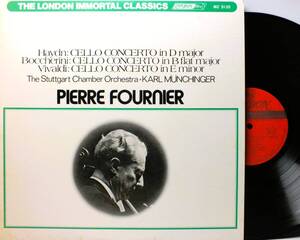 THE LONDON IMMORTAL CLASSICS
Haydn: CELLO CONCERTO in D major
Boccherini: CELLO CONCERTO in B flat major
Vivaldi: CELLO CONCERTO in E minor
The Stuttgart Chamber Orchestra • KARL MÜNCHINGER
PIERRE FOURNIER